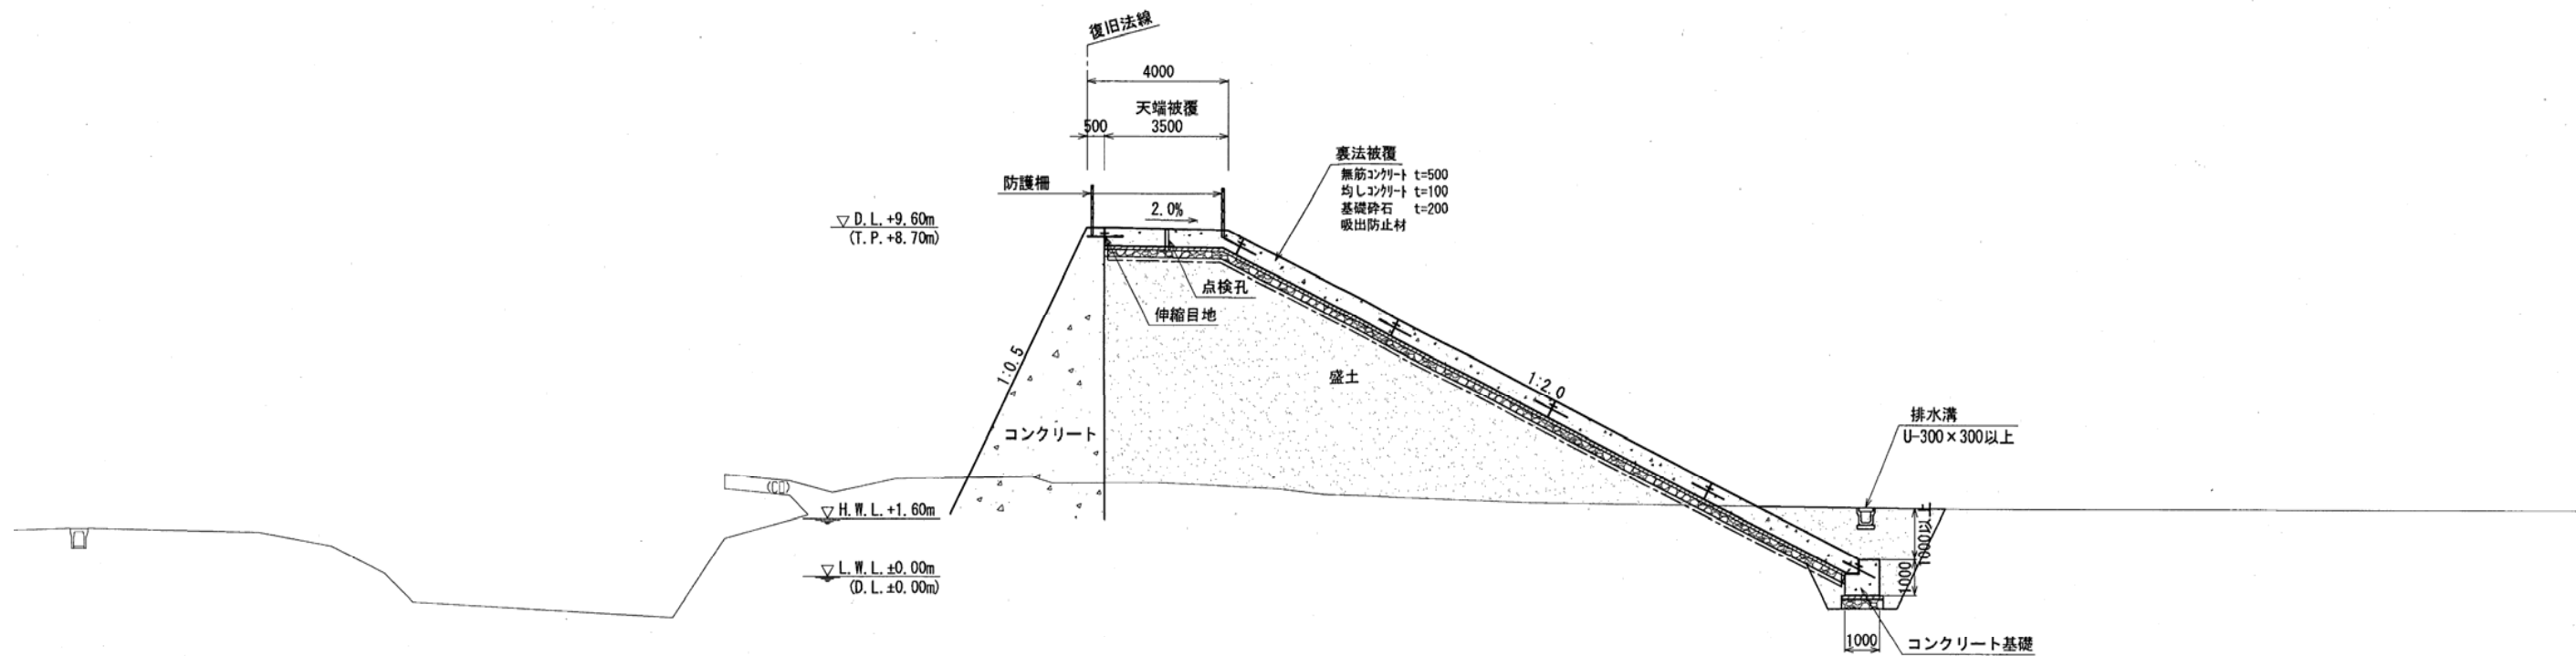 復旧法線
4000
天端被覆
500
3500
裏法被覆
無筋ｺﾝｸﾘｰﾄ t=500
均しｺﾝｸﾘｰﾄ t=100
基礎砕石 t=200
吸出防止材
防護柵
2.0%
▽D.L.+9.60m
(T.P.+8.70m)
点検孔
伸縮目地
1:0.5
盛土
1:2.0
コンクリート
排水溝
U-300×300以上
(CD)
▽H.W.L.+1.60m
1000以上
▽L.W.L.±0.00m
(D.L.±0.00m)
1000
1000
コンクリート基礎